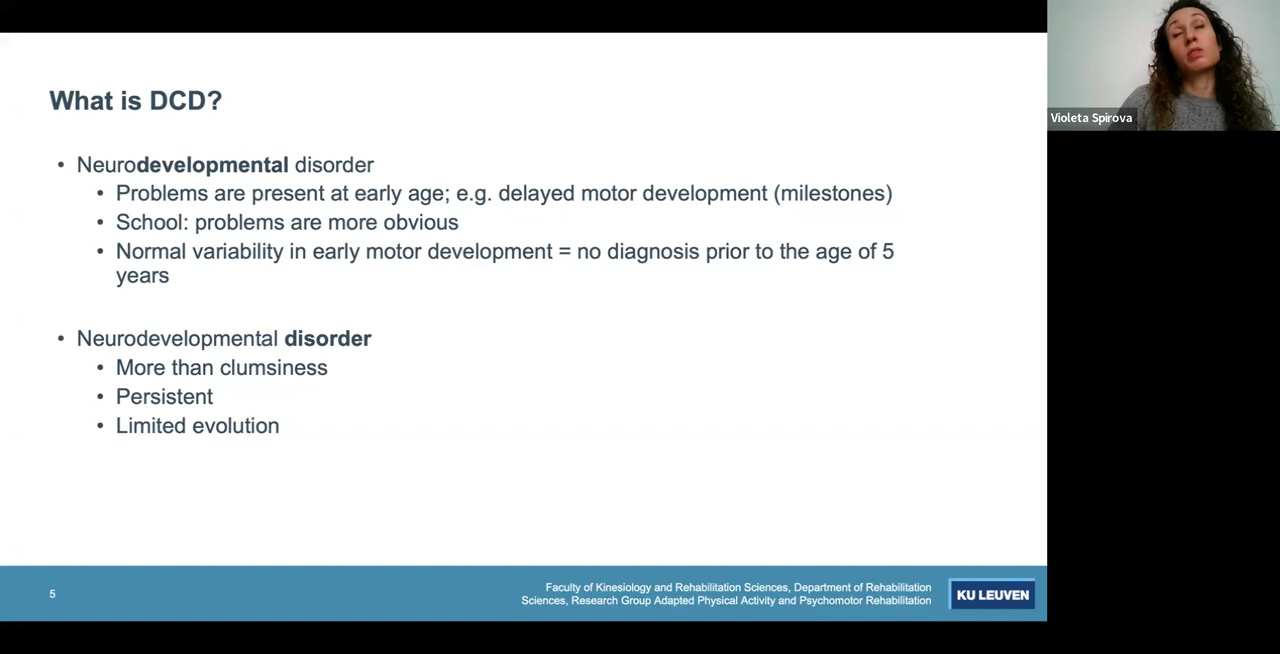 What is DCD?
• Neurodevelopmental disorder
• Problems are present at early age; e.g. delayed motor development (milestones)
• School: problems are more obvious
• Normal variability in early motor development = no diagnosis prior to the age of 5
years
• Neurodevelopmental disorder
• More than clumsiness
• Persistent
• Limited evolution
5
Faculty of Kinesiology and Rehabilitation Sciences, Department of Rehabilitation
Sciences, Research Group Adapted Physical Activity and Psychomotor Rehabilitation
KU LEUVEN
Violeta Spirova